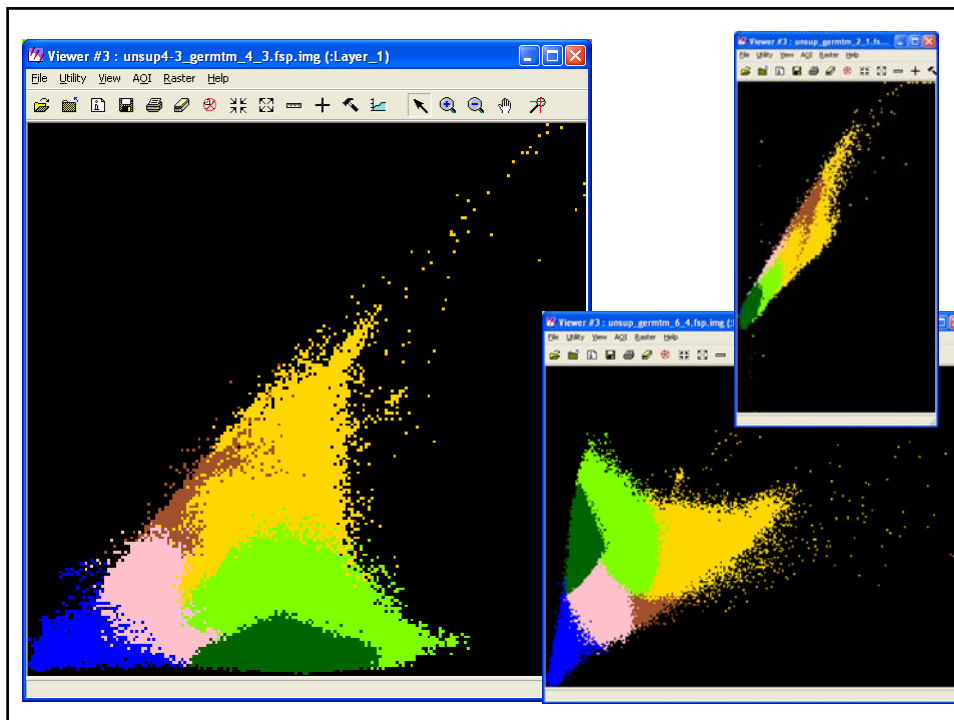 Viewer #3 : unsup4-3_germtm_4_3.fsp.img (:Layer_1)
File Utility View AOI Raster Help
Viewer #3 : unsup_germtm_2_1.fs...
File Utility View AOI Raster Help
Viewer #3 : unsup_germtm_6_4.fsp.img (:
File Utility View AOI Raster Help